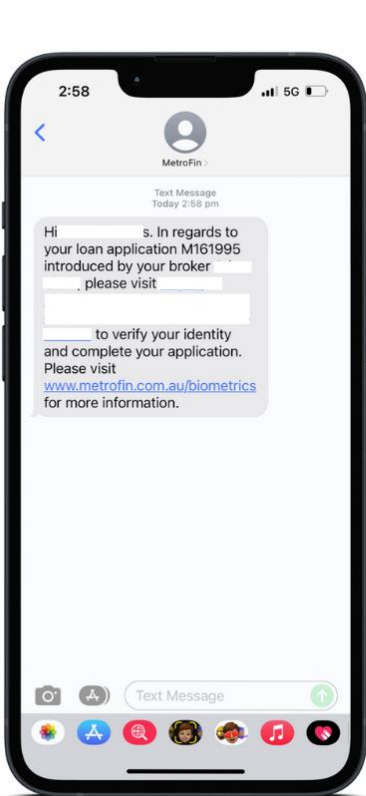 2:58
5G
MetroFin
Text Message
Today 2:58 pm
Hi s. In regards to
your loan application M161995
introduced by your broker
, please visit
to verify your identity
and complete your application.
Please visit
www.metrofin.com.au/biometrics
for more information.
Text Message